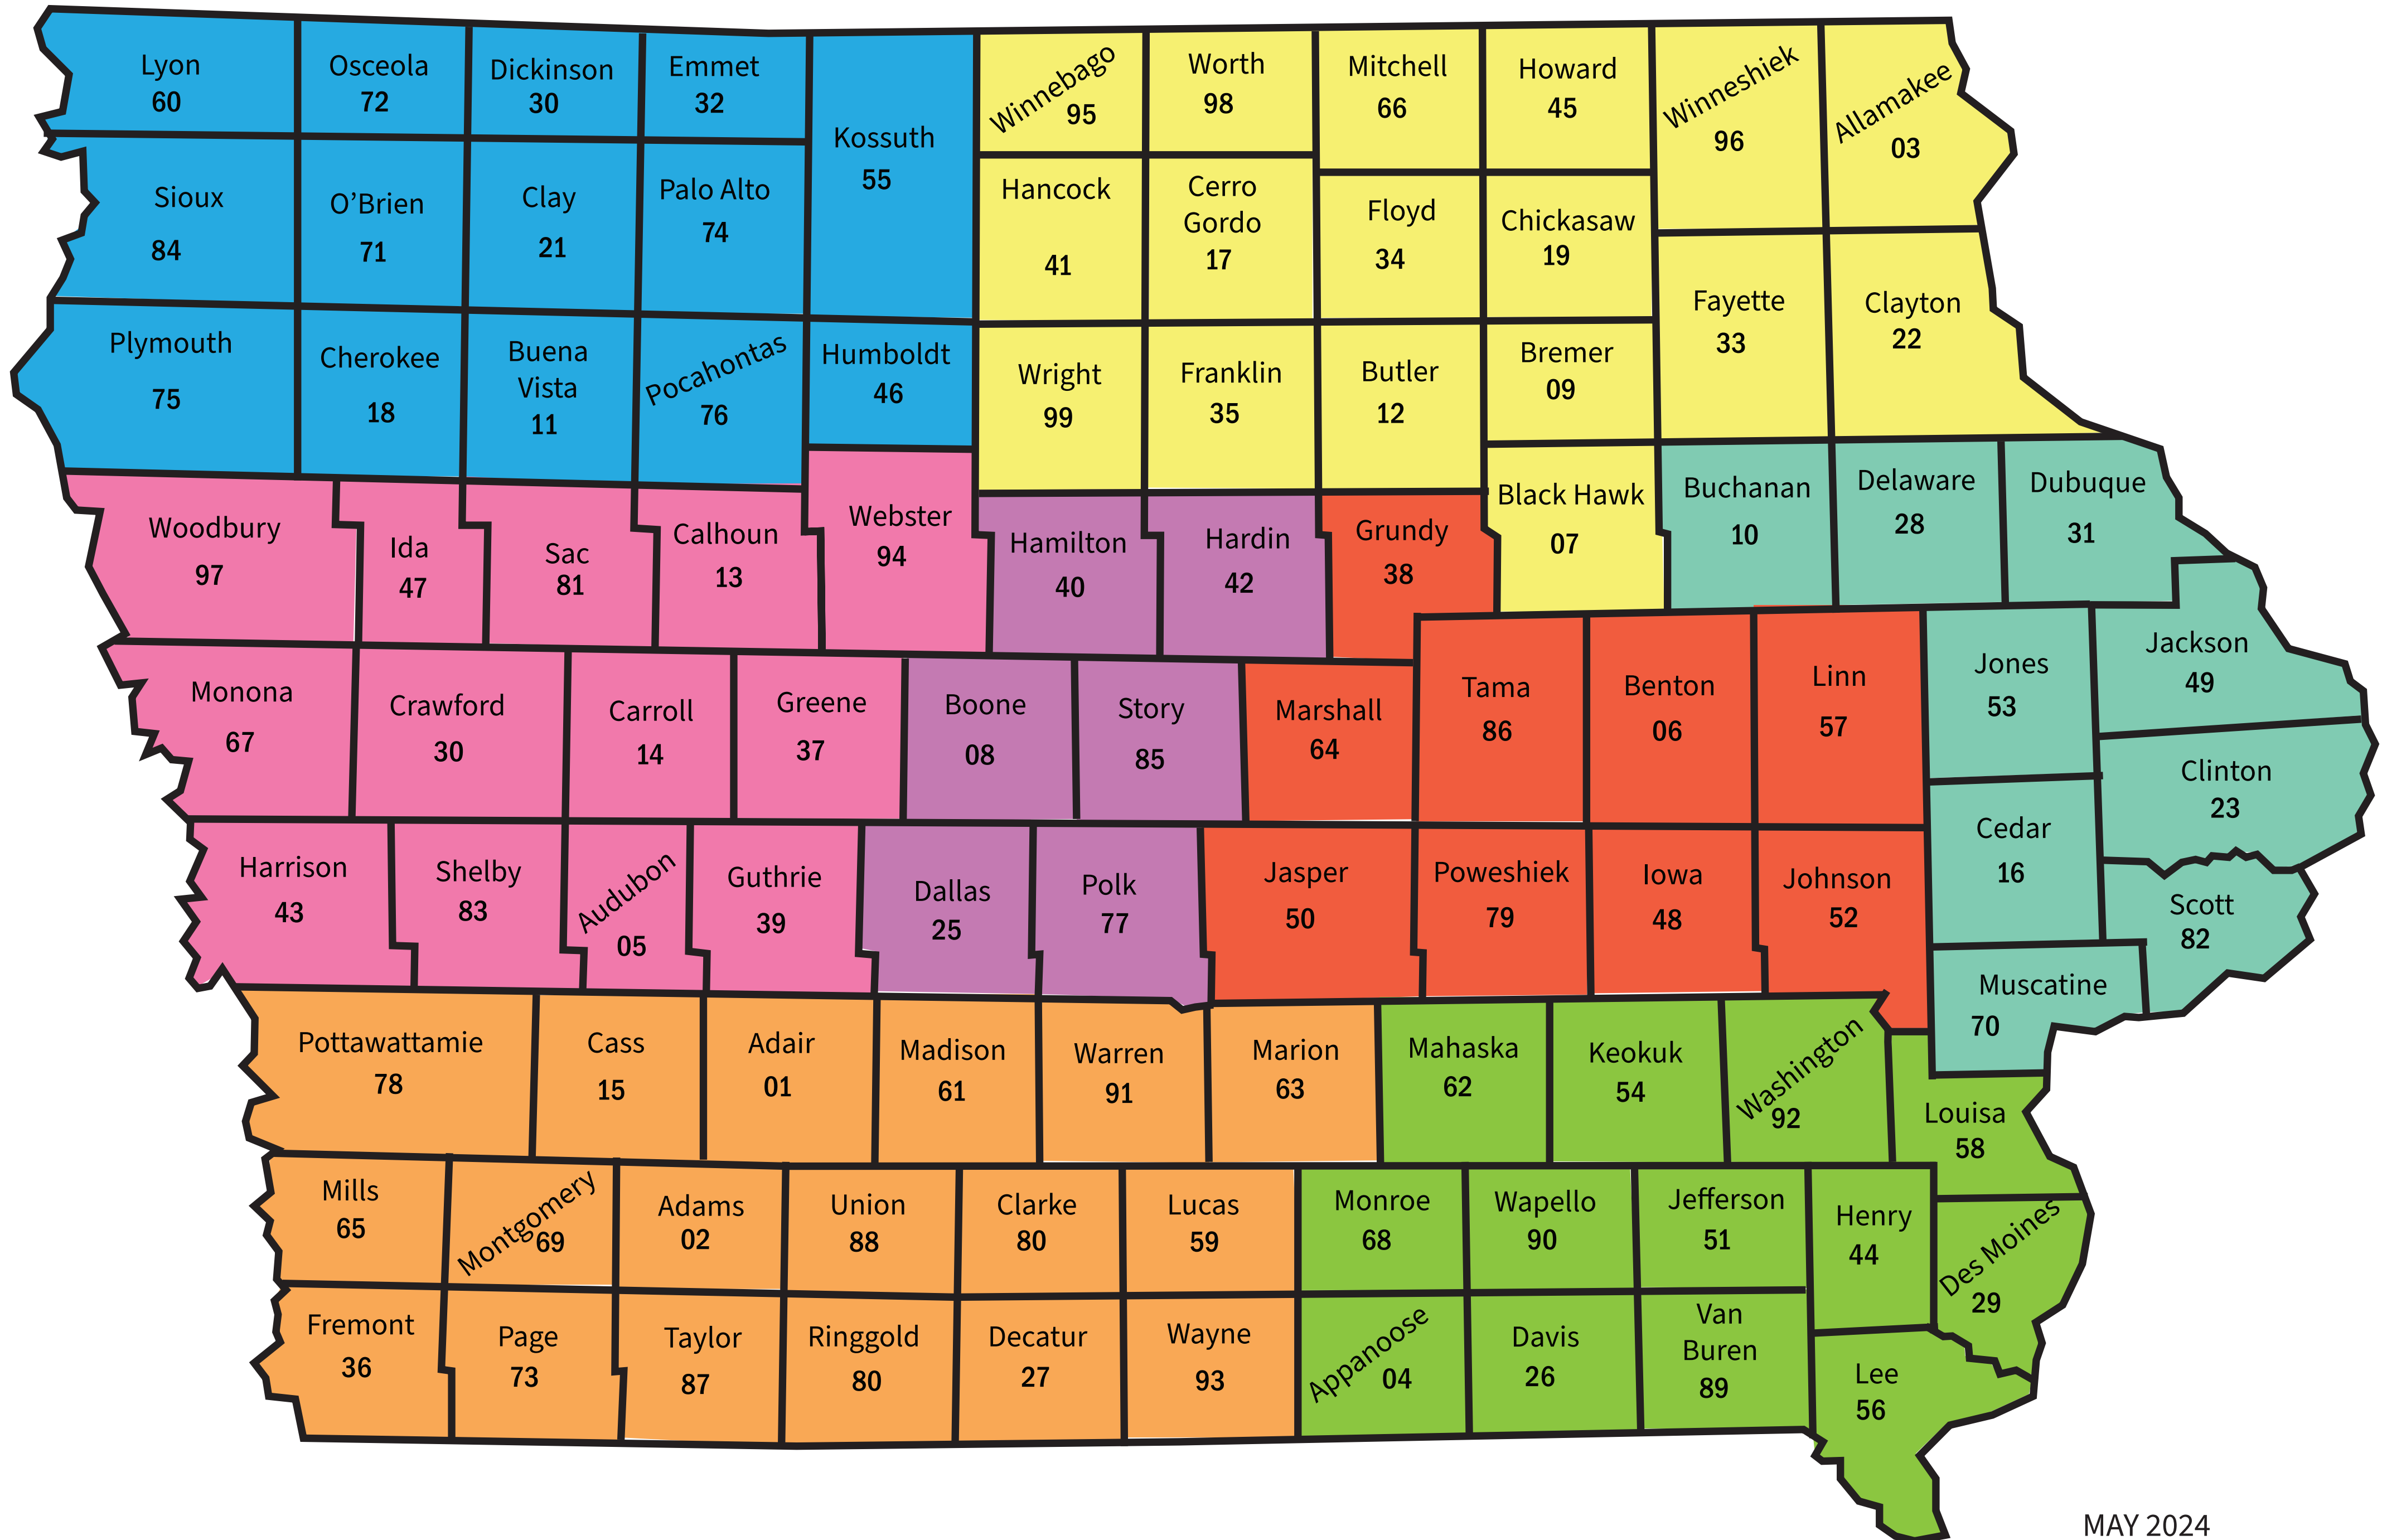 Lyon
60
Osceola
72
Dickinson
30
Emmet
32
Kossuth
55
Winnebago
95
Worth
98
Mitchell
66
Howard
45
Winneshiek
96
Allamakee
03
Sioux
84
O’Brien
71
Clay
21
Palo Alto
74
Hancock
41
Cerro
Gordo
17
Floyd
34
Chickasaw
19
Fayette
33
Clayton
22
Plymouth
75
Cherokee
18
Buena
Vista
11
Pocahontas
76
Humboldt
46
Wright
99
Franklin
35
Butler
12
Bremer
09
Woodbury
97
Ida
47
Sac
81
Calhoun
13
Webster
94
Hamilton
40
Hardin
42
Grundy
38
Black Hawk
07
Buchanan
10
Delaware
28
Dubuque
31
Monona
67
Crawford
30
Carroll
14
Greene
37
Boone
08
Story
85
Marshall
64
Tama
86
Benton
06
Linn
57
Jones
53
Jackson
49
Clinton
23
Harrison
43
Shelby
83
Audubon
05
Guthrie
39
Dallas
25
Polk
77
Jasper
50
Poweshiek
79
Iowa
48
Johnson
52
Cedar
16
Scott
82
Muscatine
70
Pottawattamie
78
Cass
15
Adair
01
Madison
61
Warren
91
Marion
63
Mahaska
62
Keokuk
54
Washington
92
Louisa
58
Mills
65
Montgomery
69
Adams
02
Union
88
Clarke
80
Lucas
59
Monroe
68
Wapello
90
Jefferson
51
Henry
44
Des Moines
29
Fremont
36
Page
73
Taylor
87
Ringgold
80
Decatur
27
Wayne
93
Appanoose
04
Davis
26
Van
Buren
89
Lee
56
MAY 2024